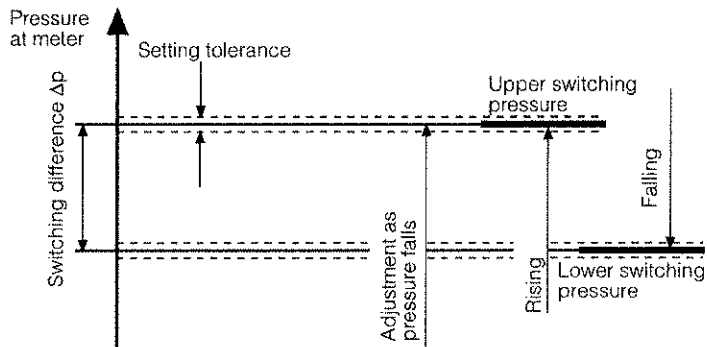 Pressure
at meter
Setting tolerance
Switching difference Δp
Upper switching
pressure
Adjustment as
pressure falls
Rising
Falling
Lower switching
pressure